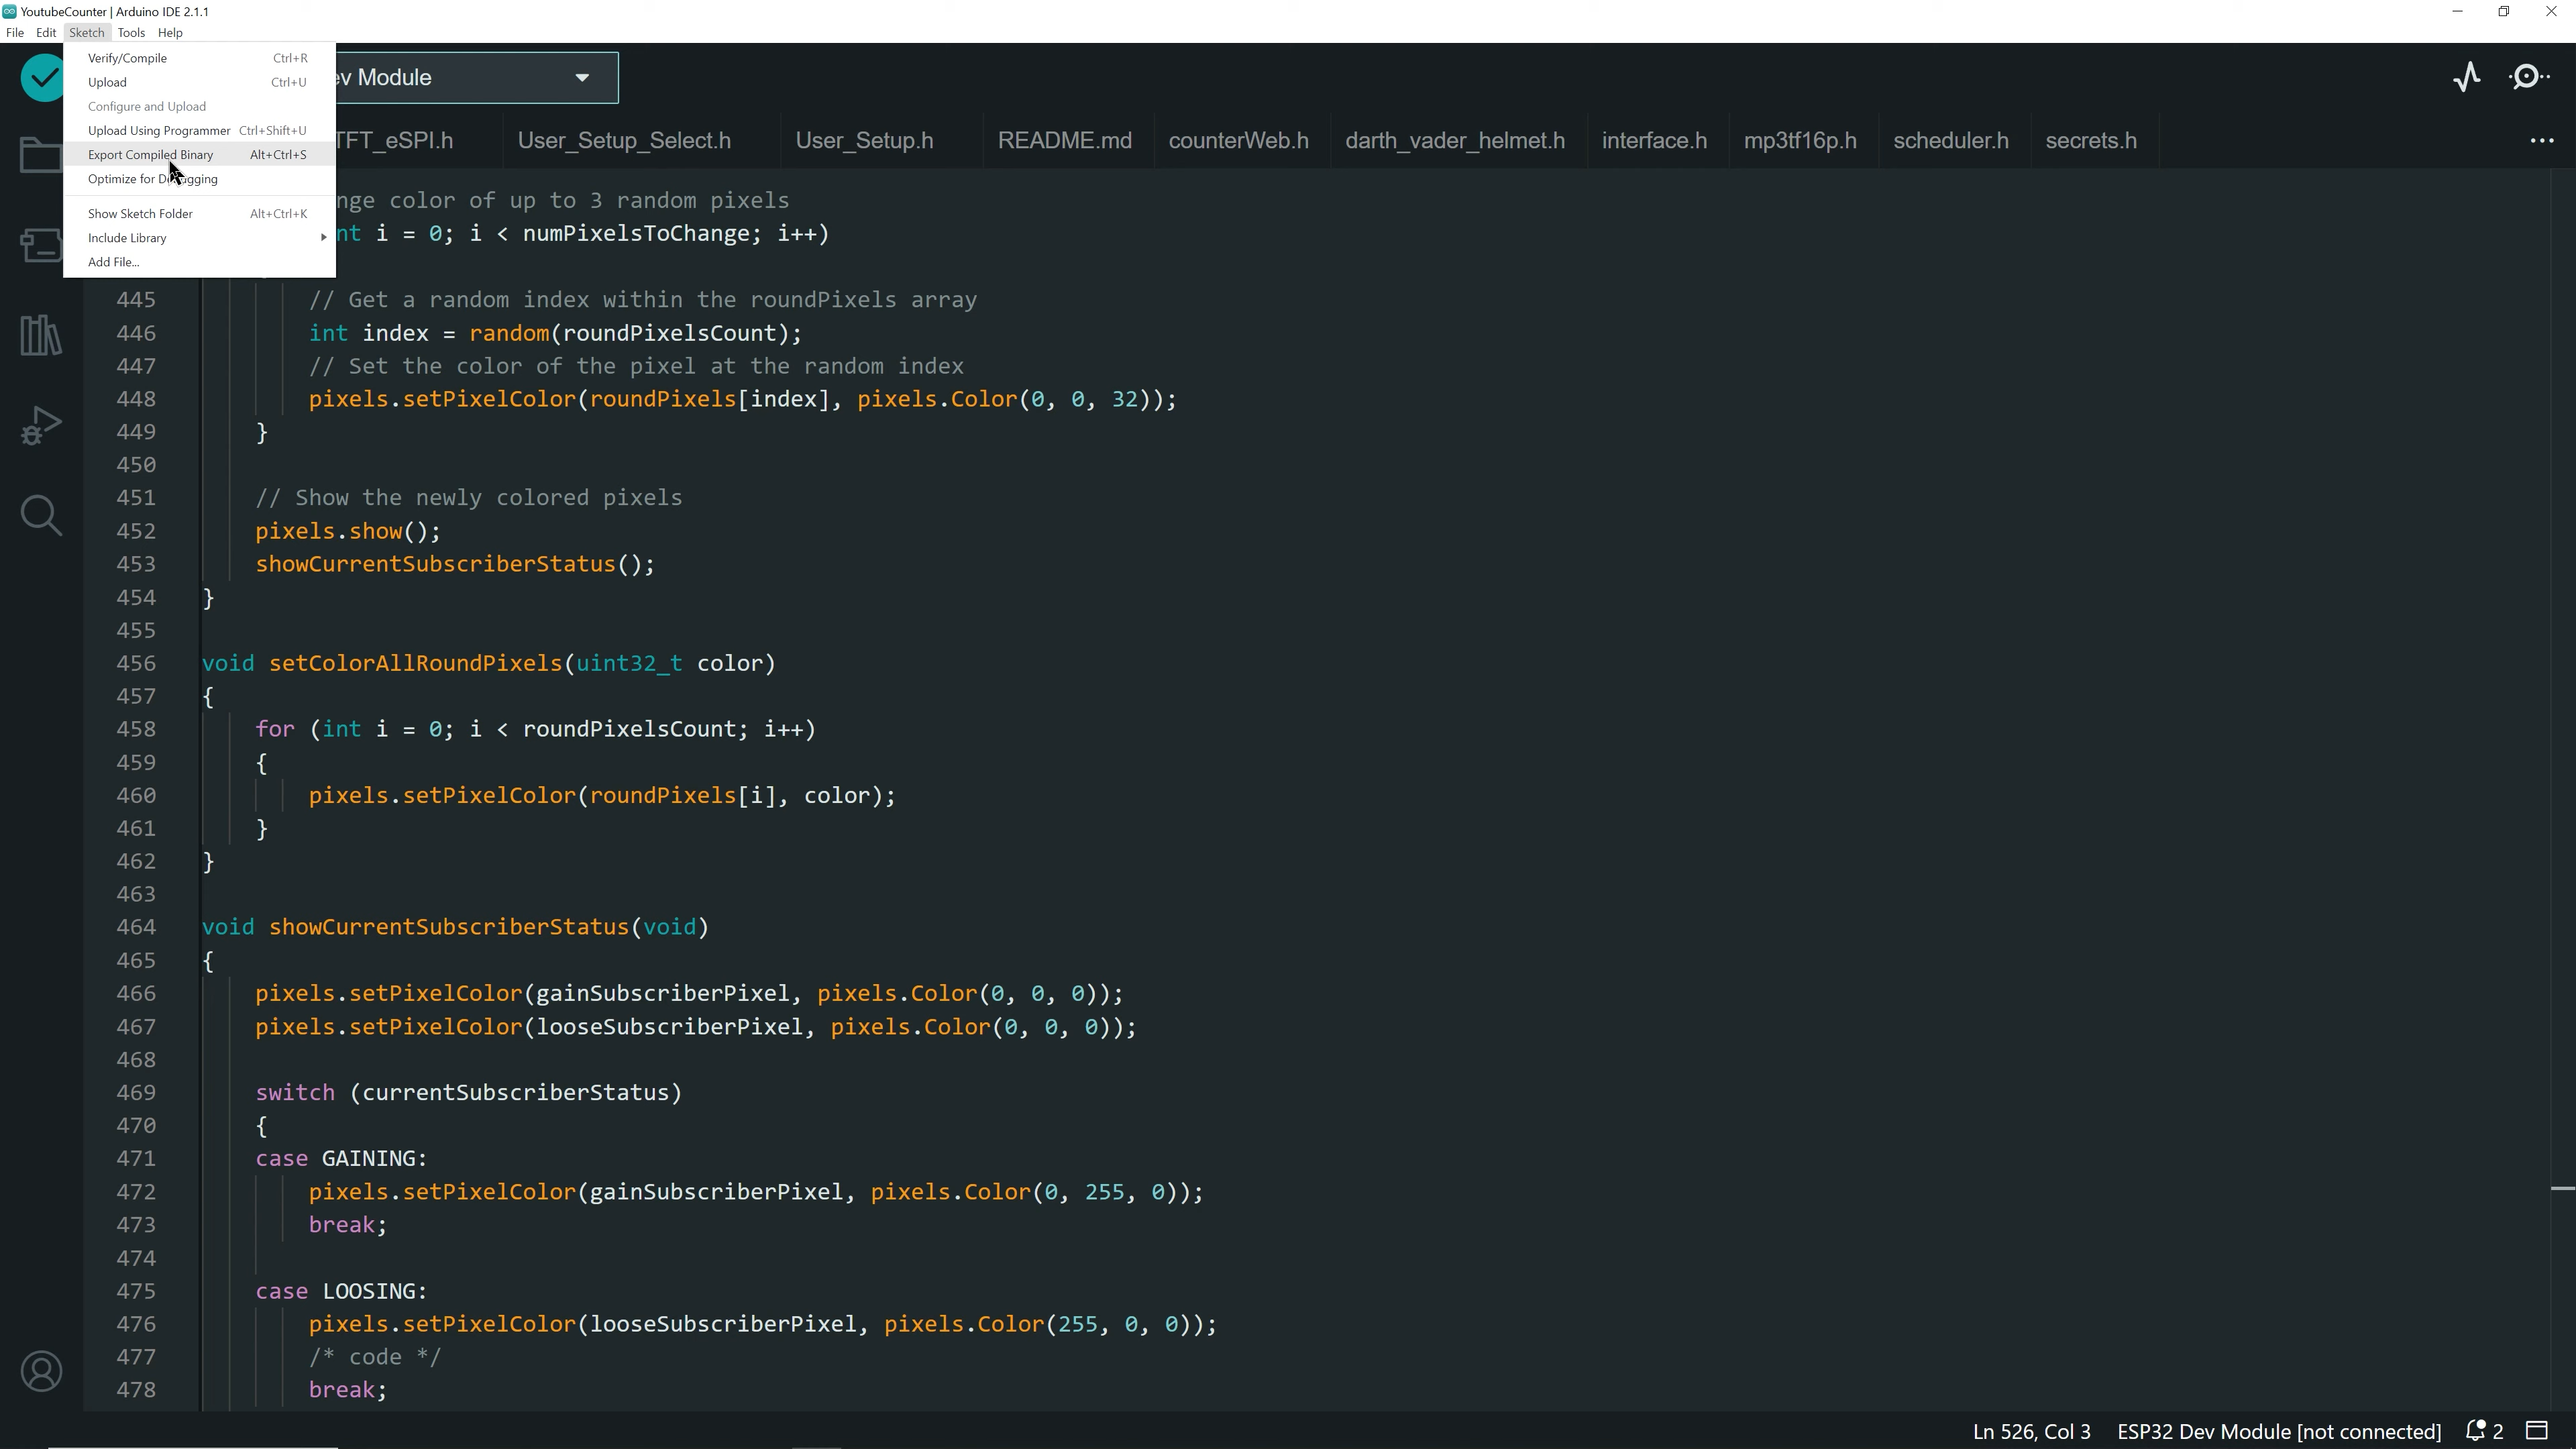 YoutubeCounter | Arduino IDE 2.1.1
File Edit Sketch Tools Help
Verify/Compile Ctrl+R
Upload Ctrl+U
Configure and Upload
Upload Using Programmer Ctrl+Shift+U
Export Compiled Binary Alt+Ctrl+S
Optimize for Debugging
Show Sketch Folder Alt+Ctrl+K
Include Library
Add File...
ev Module
TFT_eSPI.h User_Setup_Select.h User_Setup.h README.md counterWeb.h darth_vader_helmet.h interface.h mp3tf16p.h scheduler.h secrets.h
nge color of up to 3 random pixels
nt i = 0; i < numPixelsToChange; i++)
445 // Get a random index within the roundPixels array
446 int index = random(roundPixelsCount);
447 // Set the color of the pixel at the random index
448 pixels.setPixelColor(roundPixels[index], pixels.Color(0, 0, 32));
449 }
450
451 // Show the newly colored pixels
452 pixels.show();
453 showCurrentSubscriberStatus();
454 }
455
456 void setColorAllRoundPixels(uint32_t color)
457 {
458 for (int i = 0; i < roundPixelsCount; i++)
459 {
460 pixels.setPixelColor(roundPixels[i], color);
461 }
462 }
463
464 void showCurrentSubscriberStatus(void)
465 {
466 pixels.setPixelColor(gainSubscriberPixel, pixels.Color(0, 0, 0));
467 pixels.setPixelColor(looseSubscriberPixel, pixels.Color(0, 0, 0));
468
469 switch (currentSubscriberStatus)
470 {
471 case GAINING:
472 pixels.setPixelColor(gainSubscriberPixel, pixels.Color(0, 255, 0));
473 break;
474
475 case LOOSING:
476 pixels.setPixelColor(looseSubscriberPixel, pixels.Color(255, 0, 0));
477 /* code */
478 break;
Ln 526, Col 3 ESP32 Dev Module [not connected] 2